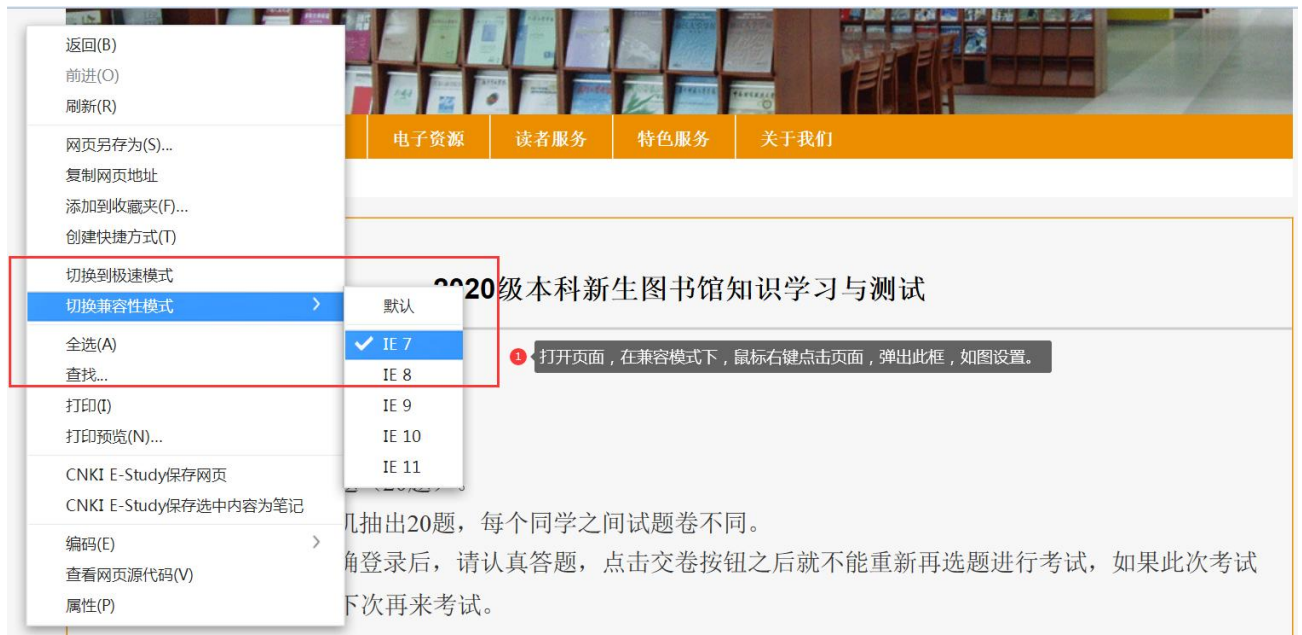 返回(B)
前进(O)
刷新(R)
网页另存为(S)...
复制网页地址
添加到收藏夹(F)...
创建快捷方式(T)
切换到极速模式
切换兼容性模式
全选(A)
查找...
打印(I)
打印预览(N)...
CNKI E-Study保存网页
CNKI E-Study保存选中内容为笔记
编码(E)
查看网页源代码(V)
属性(P)
默认
IE 7
IE 8
IE 9
IE 10
IE 11
电子资源 读者服务 特色服务 关于我们
2020级本科新生图书馆知识学习与测试
1 打开页面，在兼容模式下，鼠标右键点击页面，弹出此框，如图设置。
抽出20题，每个同学之间试题卷不同。
登录后，请认真答题，点击交卷按钮之后就不能重新再选题进行考试，如果此次考试
下次再来考试。